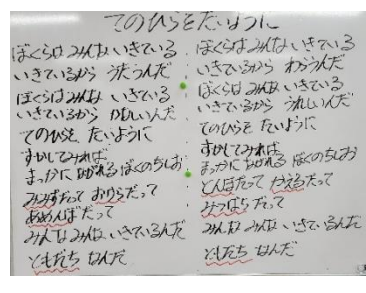 てのひらをたいように
ぼくらはみんな いきている
いきているから うたうんだ
ぼくらは みんな いきている
いきているから かなしいんだ
てのひらを たいように
すかしてみれば
まっかに ながれる ぼくのちしお
みみずだって おけらだって
あめんぼだって
みんな みんな いきているんだ
ともだち なんだ
ぼくらは みんな いきている
いきているから わらうんだ
ぼくらは みんな いきている
いきているから うれしいんだ
てのひらを たいように
すかしてみれば
まっかに ながれる ぼくのちしお
とんぼだって かえるだって
みつばちだって
みんな みんな いきているんだ
ともだち なんだ